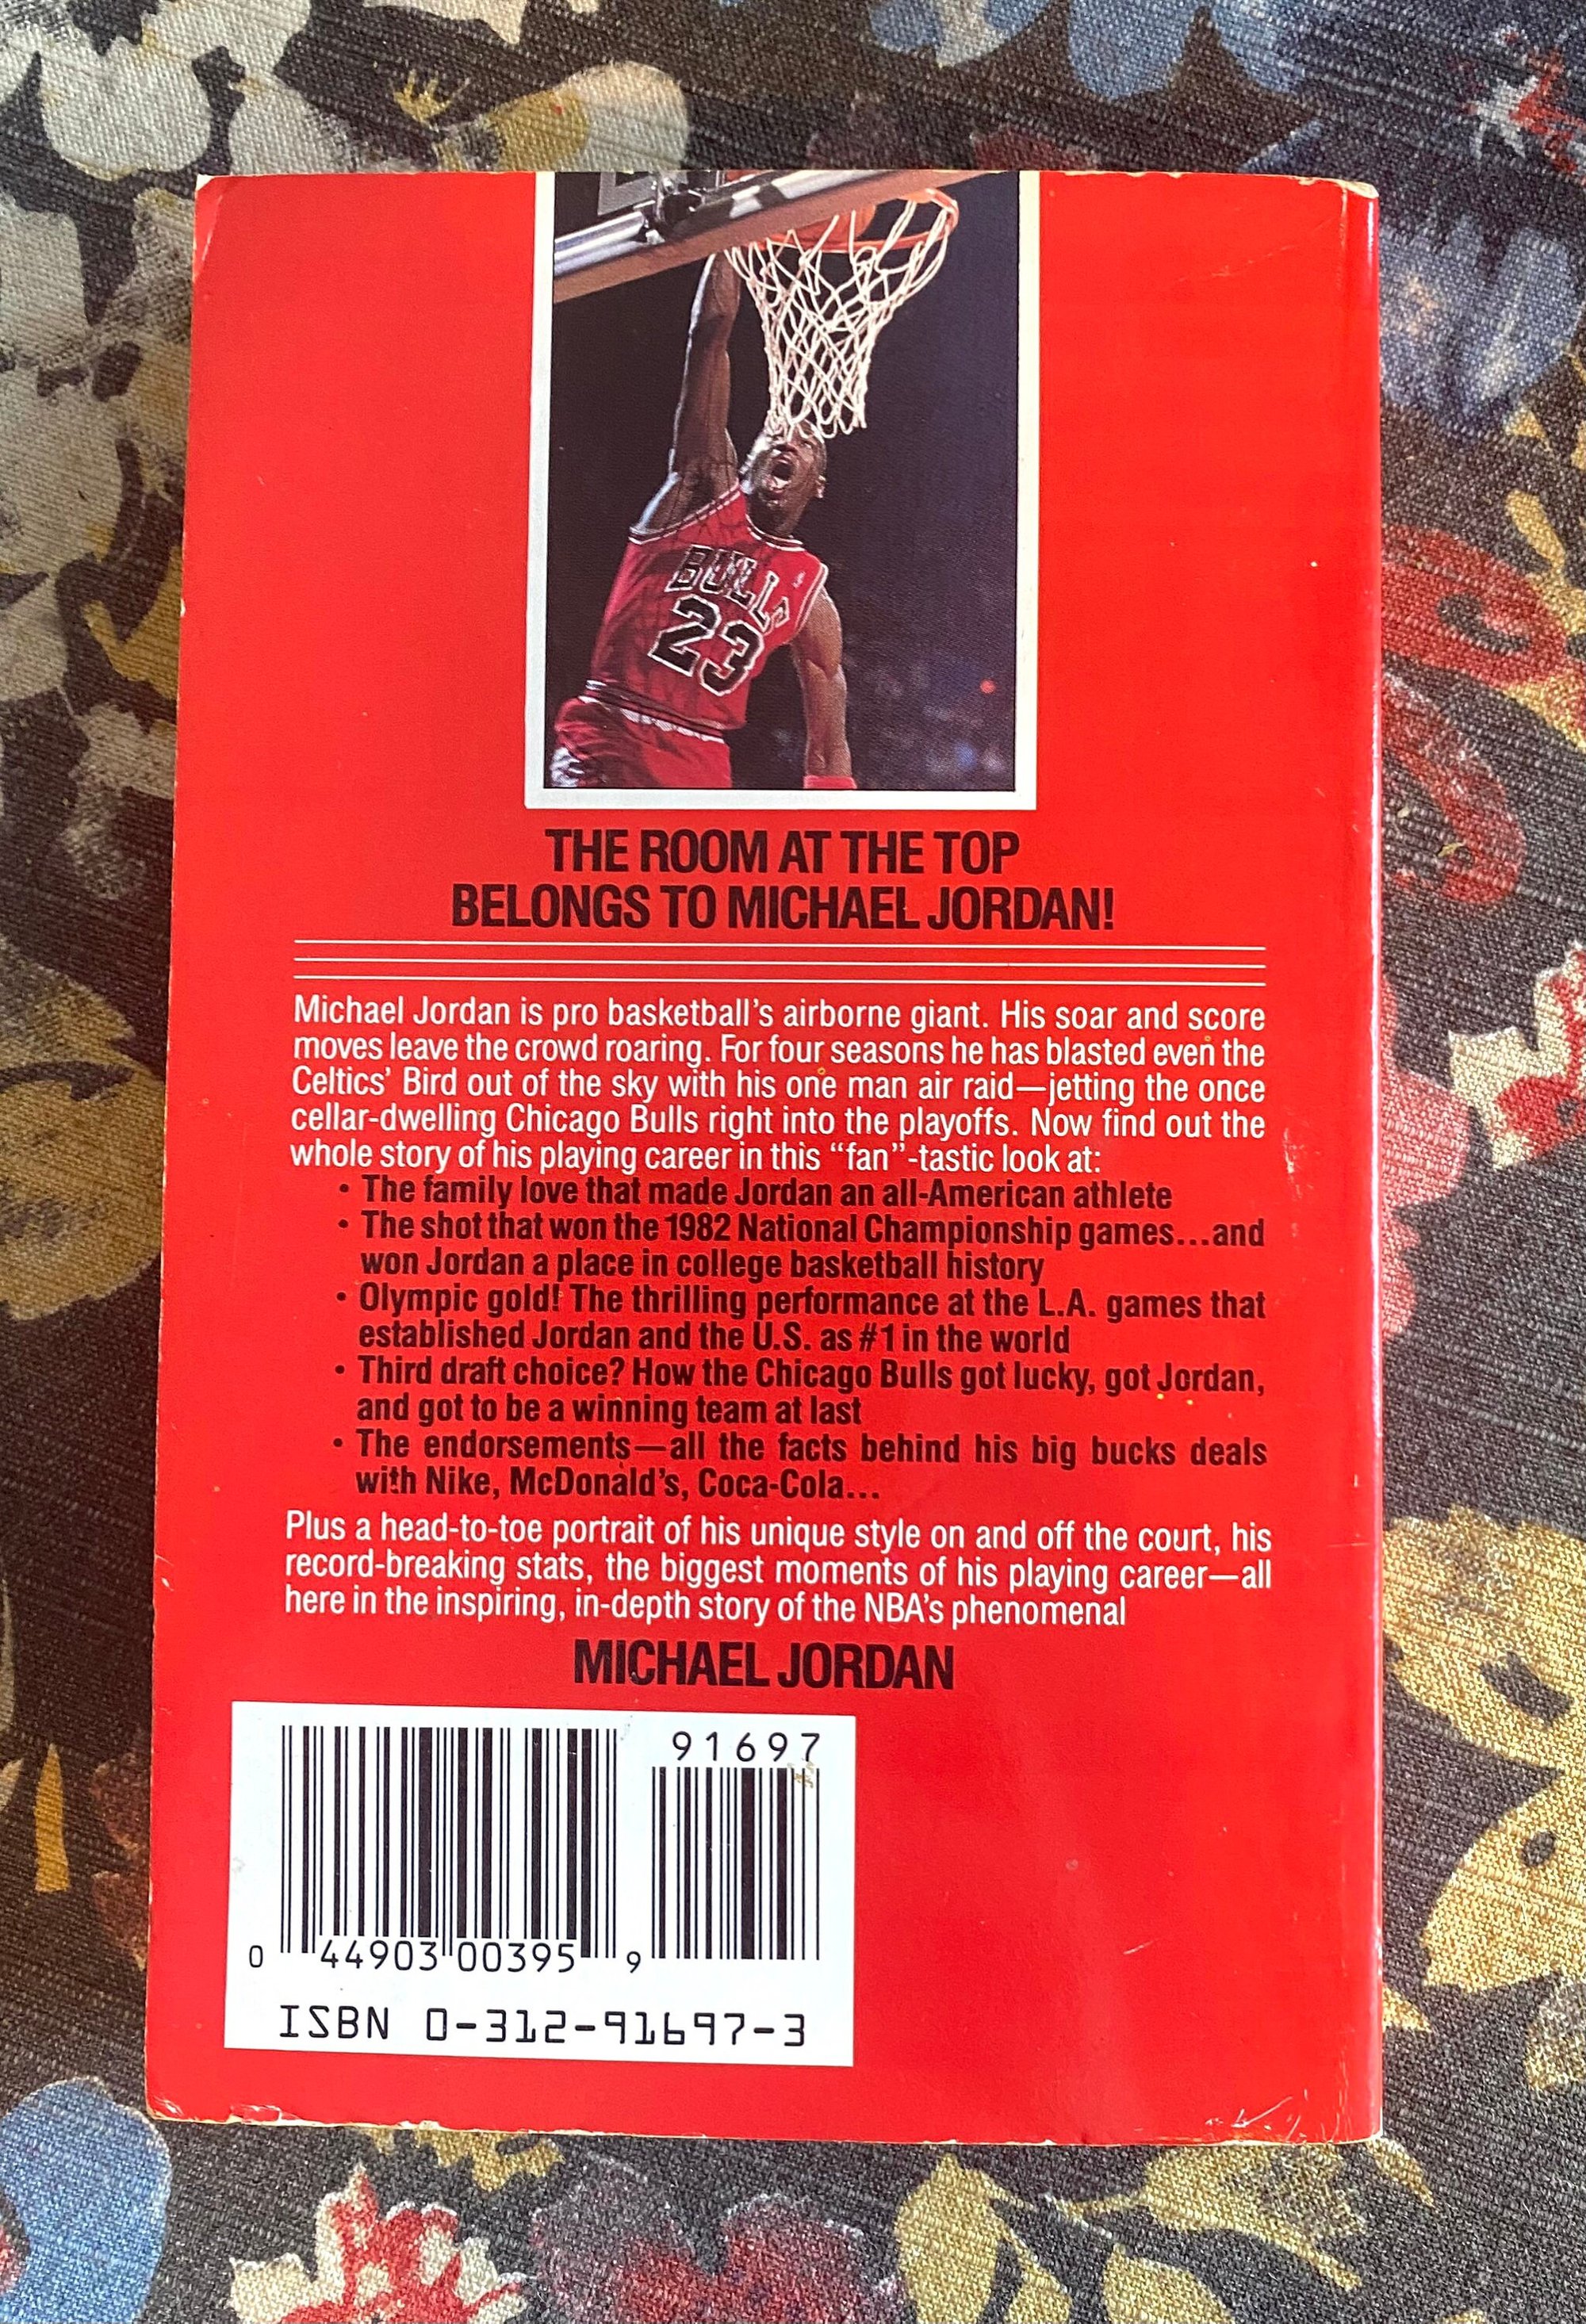 BULLS
23
THE ROOM AT THE TOP
BELONGS TO MICHAEL JORDAN!
Michael Jordan is pro basketball's airborne giant. His soar and score
moves leave the crowd roaring. For four seasons he has blasted even the
Celtics' Bird out of the sky with his one man air raid—jetting the once
cellar-dwelling Chicago Bulls right into the playoffs. Now find out the
whole story of his playing career in this “fan”-tastic look at:
• The family love that made Jordan an all-American athlete
• The shot that won the 1982 National Championship games...and
won Jordan a place in college basketball history
• Olympic gold! The thrilling performance at the L.A. games that
established Jordan and the U.S. as #1 in the world
• Third draft choice? How the Chicago Bulls got lucky, got Jordan,
and got to be a winning team at last
• The endorsements—all the facts behind his big bucks deals
with Nike, McDonald's, Coca-Cola...
Plus a head-to-toe portrait of his unique style on and off the court, his
record-breaking stats, the biggest moments of his playing career—all
here in the inspiring, in-depth story of the NBA's phenomenal
MICHAEL JORDAN
91697
0 44903 00395 9
ISBN 0-312-91697-3